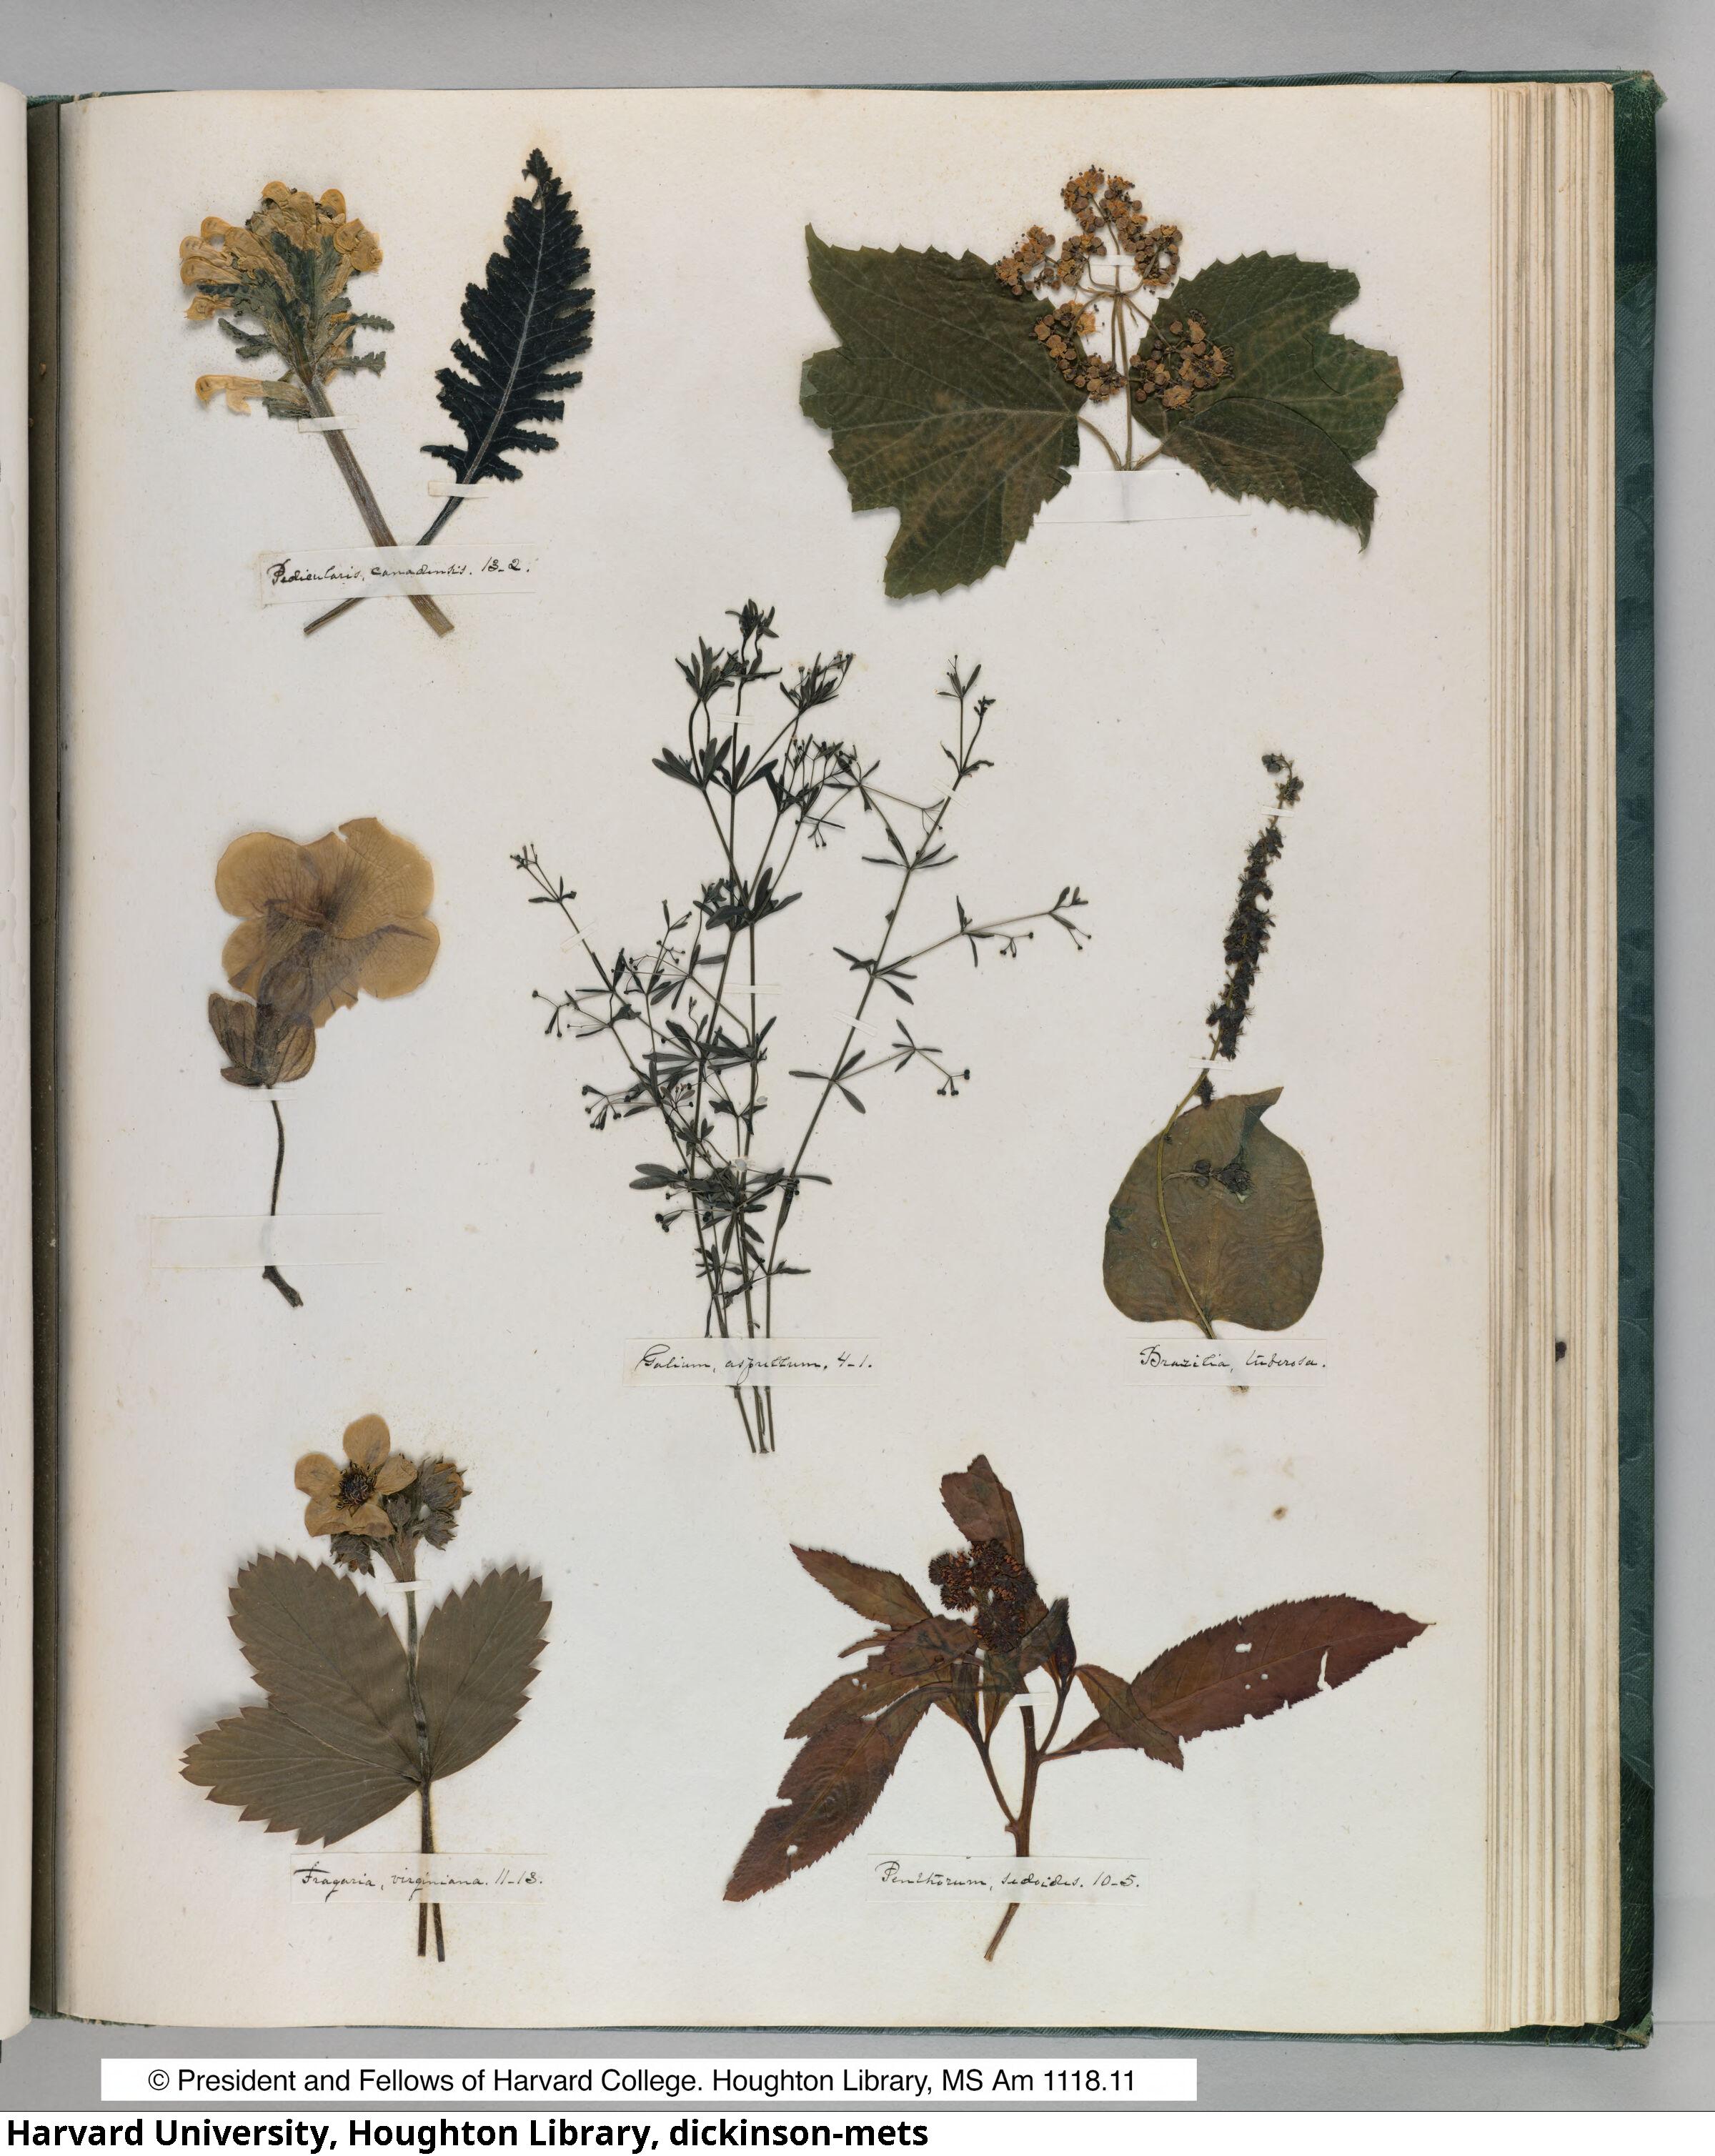 Pedicularis, canadensis. 13-2.
Galium, asprellum. 4-1.
Brazilia, tuberosa.
Fragaria, virginiana. 11-13.
Penthorum, sedoides. 10-5.
© President and Fellows of Harvard College. Houghton Library, MS Am 1118.11
Harvard University, Houghton Library, dickinson-mets